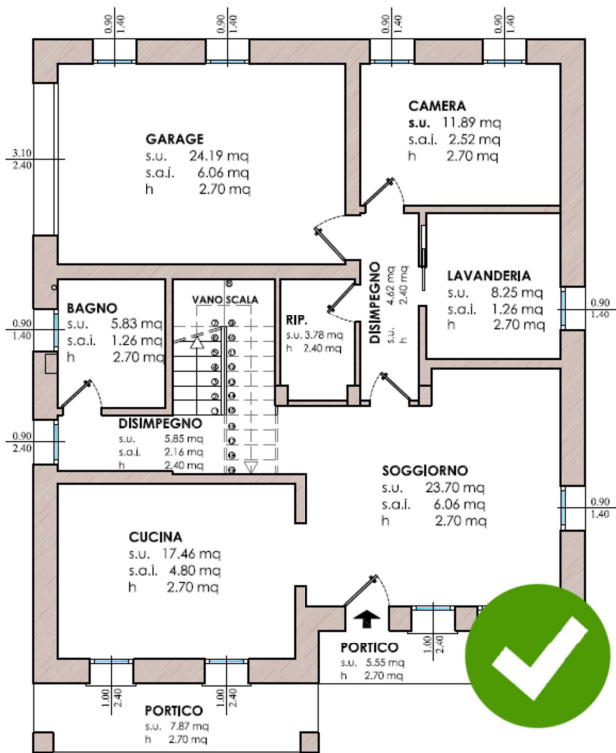 0.90
1.40
0.90
1.40
0.90
1.40
0.90
1.40
GARAGE
s.u. 24.19 mq
s.a.i. 6.06 mq
h 2.70 mq
CAMERA
s.u. 11.89 mq
s.a.i. 2.52 mq
h 2.70 mq
3.10
2.40
BAGNO
s.u. 5.83 mq
s.a.i. 1.26 mq
h 2.70 mq
0.90
1.40
VANO SCALA
RIP.
s.u. 3.78 mq
h 2.40 mq
DISIMPEGNO
s.u. 4.62 mq
h 2.40 mq
LAVANDERIA
s.u. 8.25 mq
s.a.i. 1.26 mq
h 2.70 mq
0.90
1.40
DISIMPEGNO
s.u. 5.85 mq
s.a.i. 2.16 mq
h 2.40 mq
0.90
2.40
SOGGIORNO
s.u. 23.70 mq
s.a.i. 6.06 mq
h 2.70 mq
0.90
1.40
CUCINA
s.u. 17.46 mq
s.a.i. 4.80 mq
h 2.70 mq
PORTICO
s.u. 5.55 mq
h 2.70 mq
1.00
2.40
1.00
2.40
1.00
2.40
PORTICO
s.u. 7.87 mq
h 2.70 mq